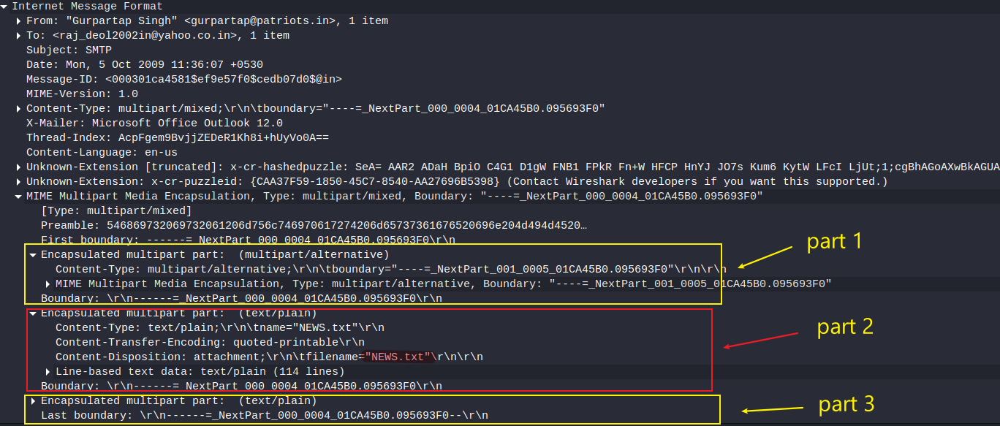 Internet Message Format
From: "Gurpartap Singh" <gurpartap@patriots.in>, 1 item
To: <raj_deol2002in@yahoo.co.in>, 1 item
Subject: SMTP
Date: Mon, 5 Oct 2009 11:36:07 +0530
Message-ID: <000301ca4581$ef9e57f0$cedb07d0$@in>
MIME-Version: 1.0
Content-Type: multipart/mixed;\r\n\tboundary="----=_NextPart_000_0004_01CA45B0.095693F0"
X-Mailer: Microsoft Office Outlook 12.0
Thread-Index: AcpFgem9BvjjZEDeR1Kh8i+hUyVo0A==
Content-Language: en-us
Unknown-Extension [truncated]: x-cr-hashedpuzzle: SeA= AAR2 ADaH BpiO C4G1 D1gW FNB1 FPkR Fn+W HFCP HnYJ JO7s Kum6 KytW LFcI LjUt;1;cgBhAGoAXwBkAGUA
Unknown-Extension: x-cr-puzzleid: {CAA37F59-1850-45C7-8540-AA27696B5398} (Contact Wireshark developers if you want this supported.)
MIME Multipart Media Encapsulation, Type: multipart/mixed, Boundary: "----=_NextPart_000_0004_01CA45B0.095693F0"
[Type: multipart/mixed]
Preamble: 546869732069732061206d756c746970617274206d65737361676520696e204d494d4520…
First boundary: ------=_NextPart_000_0004_01CA45B0.095693F0\r\n
Encapsulated multipart part:  (multipart/alternative)
part 1
Content-Type: multipart/alternative;\r\n\tboundary="----=_NextPart_001_0005_01CA45B0.095693F0"\r\n\r\n
MIME Multipart Media Encapsulation, Type: multipart/alternative, Boundary: "----=_NextPart_001_0005_01CA45B0.095693F0"
Boundary: \r\n------=_NextPart_000_0004_01CA45B0.095693F0\r\n
Encapsulated multipart part:  (text/plain)
Content-Type: text/plain;\r\n\tname="NEWS.txt"\r\n
part 2
Content-Transfer-Encoding: quoted-printable\r\n
Content-Disposition: attachment;\r\n\tfilename="NEWS.txt"\r\n\r\n
Line-based text data: text/plain (114 lines)
Boundary: \r\n------=_NextPart_000_0004_01CA45B0.095693F0\r\n
Encapsulated multipart part:  (text/plain)
part 3
Last boundary: \r\n------=_NextPart_000_0004_01CA45B0.095693F0--\r\n